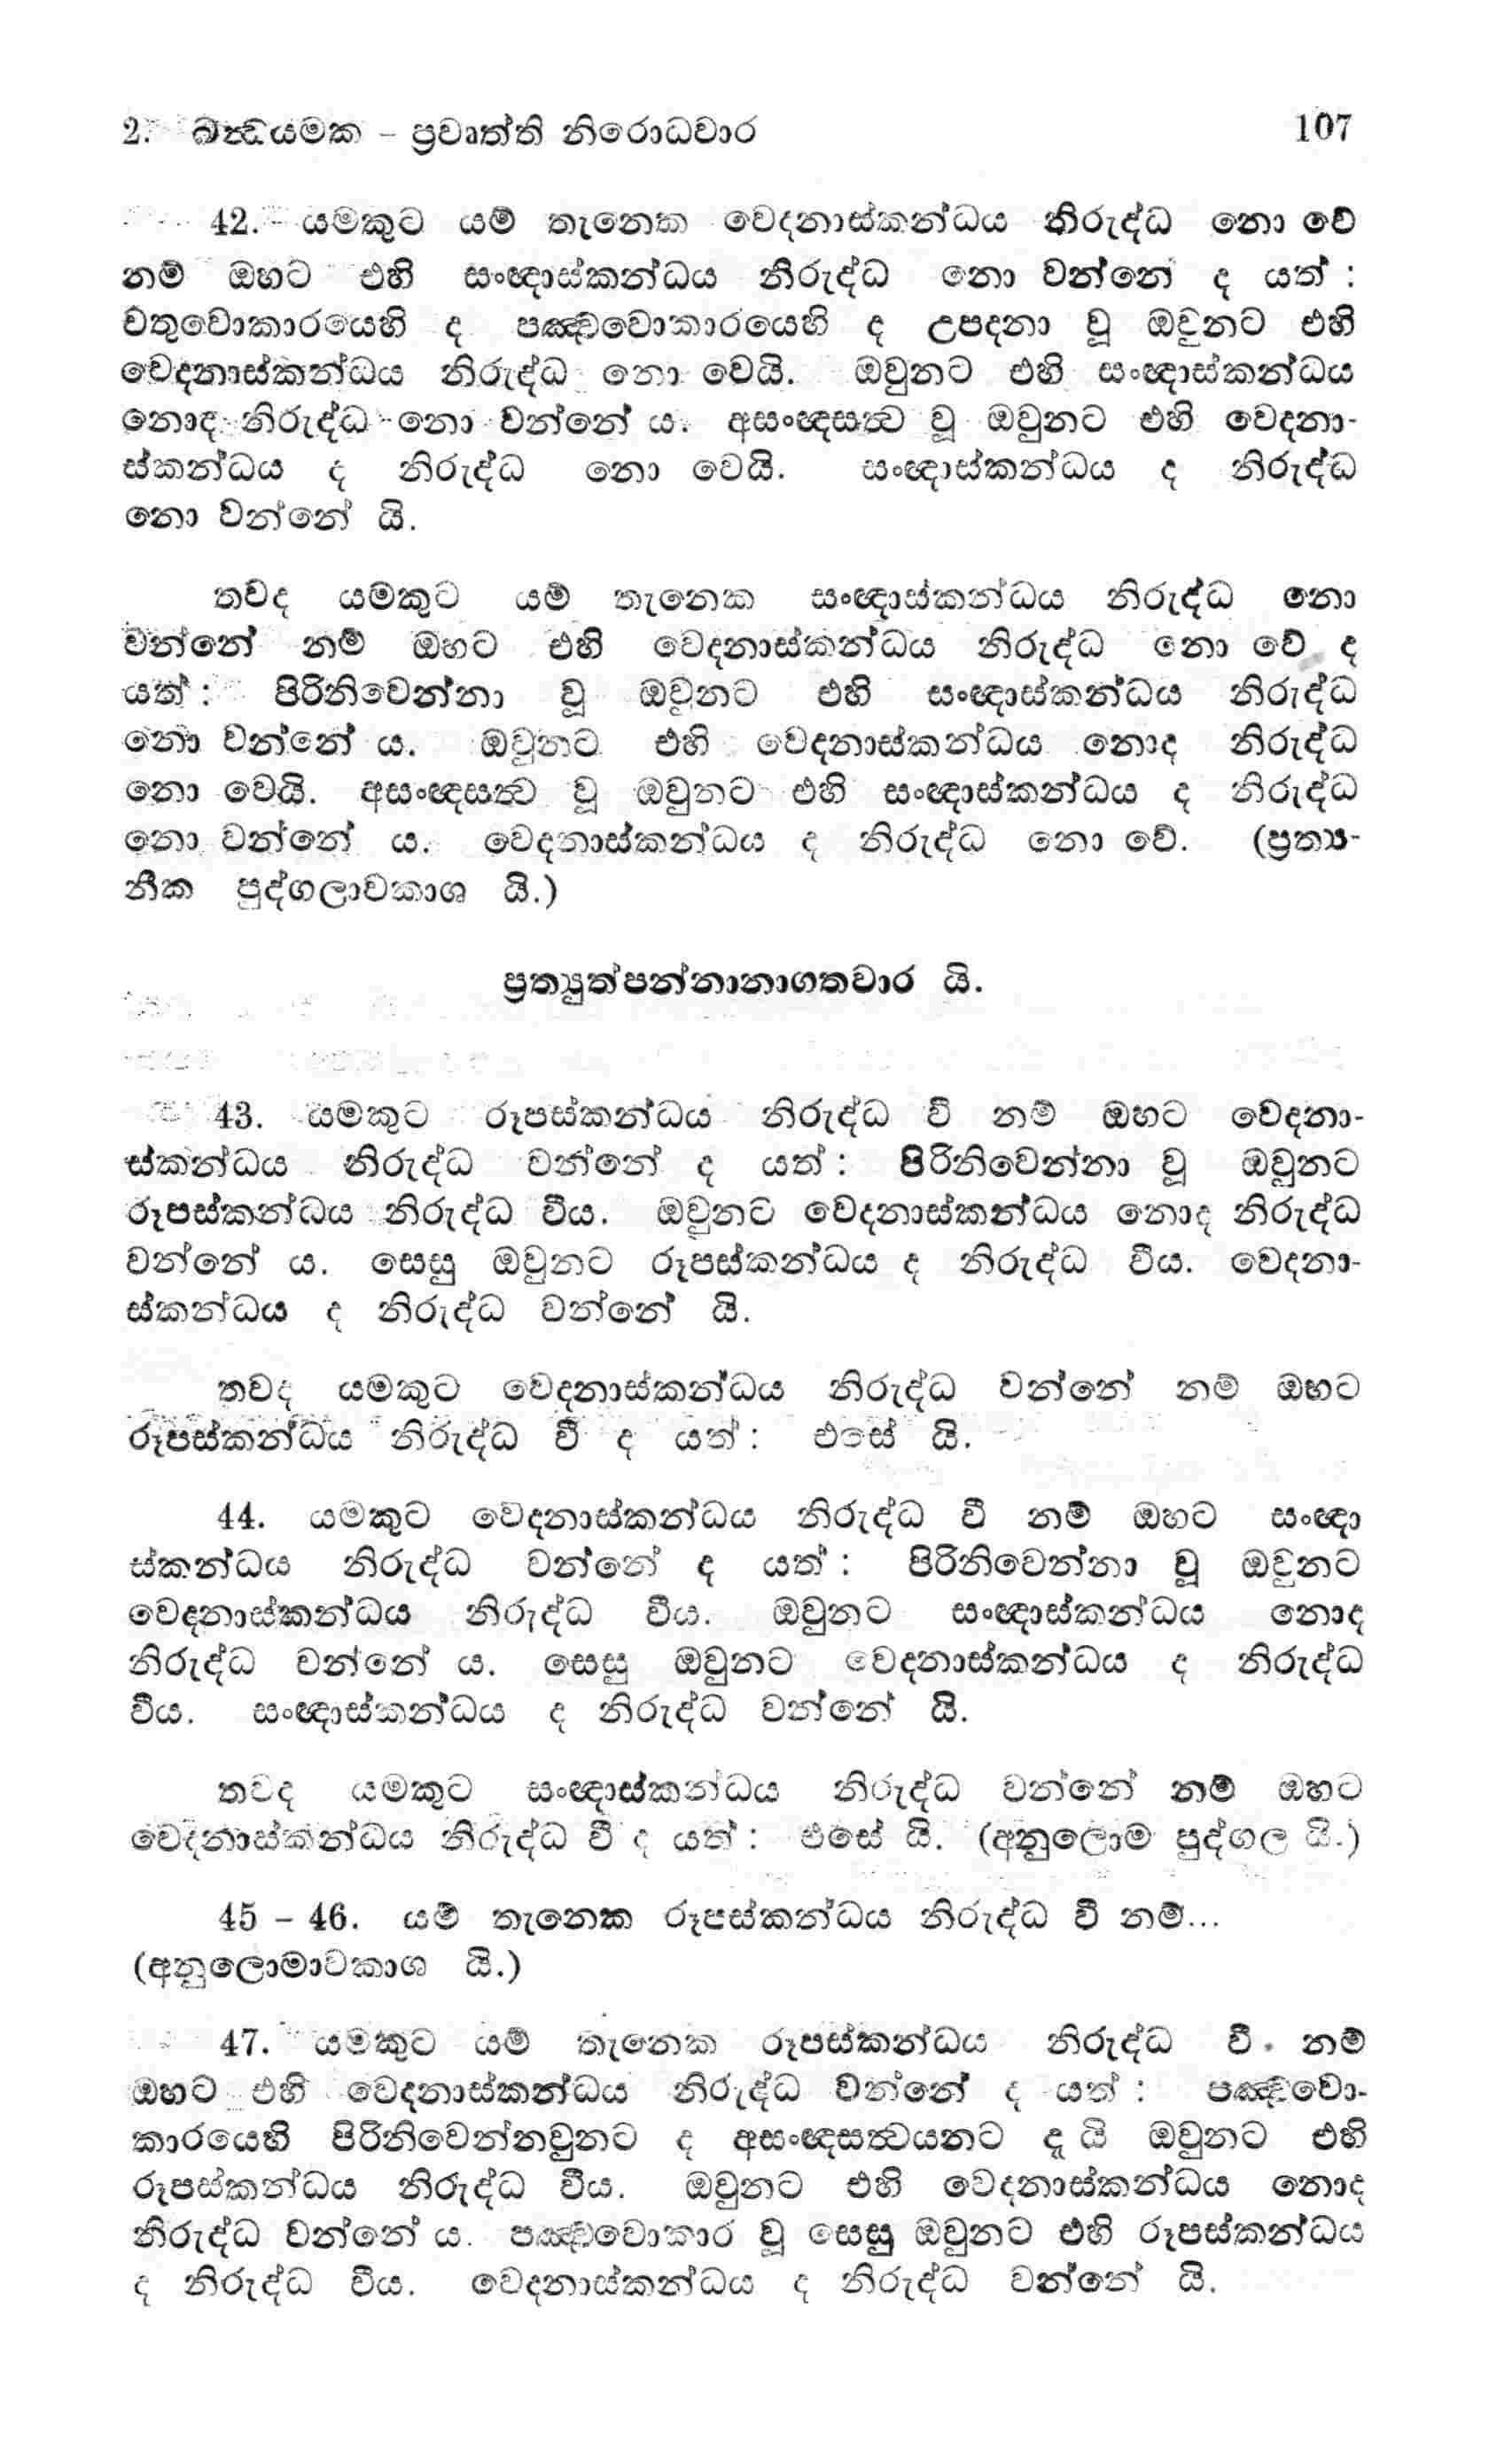 2. ඛන්ධයමක - ප්‍රවෘත්ති නිරොධවාර 107
42. යමකුට යම් තැනෙක වෙදනාස්කන්ධය නිරුද්ධ නො වේ
නම් ඔහට එහි සංඥාස්කන්ධය නිරුද්ධ නො වන්නේ ද යත් :
චතුවොකාරයෙහි ද පඤ්චවොකාරයෙහි ද උපදනා වූ ඔවුනට එහි
වෙදනාස්කන්ධය නිරුද්ධ නො වෙයි. ඔවුනට එහි සංඥාස්කන්ධය
නොද නිරුද්ධ නො වන්නේ ය. අසංඥසත්ව වූ ඔවුනට එහි වෙදනා-
ස්කන්ධය ද නිරුද්ධ නො වෙයි. සංඥාස්කන්ධය ද නිරුද්ධ
නො වන්නේ යි.
තවද යමකුට යම් තැනෙක සංඥාස්කන්ධය නිරුද්ධ නො
වන්නේ නම් ඔහට එහි වෙදනාස්කන්ධය නිරුද්ධ නො වේ ද
යත් : පිරිනිවෙන්නා වූ ඔවුනට එහි සංඥාස්කන්ධය නිරුද්ධ
නො වන්නේ ය. ඔවුනට එහි වෙදනාස්කන්ධය නොද නිරුද්ධ
නො වෙයි. අසංඥසත්ව වූ ඔවුනට එහි සංඥාස්කන්ධය ද නිරුද්ධ
නො වන්නේ ය. වෙදනාස්කන්ධය ද නිරුද්ධ නො වේ. (ප්‍රත්‍ය-
නීක පුද්ගලාවකාශ යි.)
ප්‍රත්‍යුත්පන්නානාගතවාර යි.
43. යමකුට රූපස්කන්ධය නිරුද්ධ වී නම් ඔහට වෙදනා-
ස්කන්ධය නිරුද්ධ වන්නේ ද යත් : පිරිනිවෙන්නා වූ ඔවුනට
රූපස්කන්ධය නිරුද්ධ විය. ඔවුනට වෙදනාස්කන්ධය නොද නිරුද්ධ
වන්නේ ය. සෙසු ඔවුනට රූපස්කන්ධය ද නිරුද්ධ විය. වෙදනා-
ස්කන්ධය ද නිරුද්ධ වන්නේ යි.
තවද යමකුට වෙදනාස්කන්ධය නිරුද්ධ වන්නේ නම් ඔහට
රූපස්කන්ධය නිරුද්ධ වී ද යත් : එසේ යි.
44. යමකුට වෙදනාස්කන්ධය නිරුද්ධ වී නම් ඔහට සංඥා
ස්කන්ධය නිරුද්ධ වන්නේ ද යත් : පිරිනිවෙන්නා වූ ඔවුනට
වෙදනාස්කන්ධය නිරුද්ධ විය. ඔවුනට සංඥාස්කන්ධය නොද
නිරුද්ධ වන්නේ ය. සෙසු ඔවුනට වෙදනාස්කන්ධය ද නිරුද්ධ
විය. සංඥාස්කන්ධය ද නිරුද්ධ වන්නේ යි.
තවද යමකුට සංඥාස්කන්ධය නිරුද්ධ වන්නේ නම් ඔහට
වෙදනාස්කන්ධය නිරුද්ධ වී ද යත් : එසේ යි. (අනුලොම පුද්ගල යි.)
45 - 46. යම් තැනෙක රූපස්කන්ධය නිරුද්ධ වී නම්...
(අනුලොමාවකාශ යි.)
47. යමකුට යම් තැනෙක රූපස්කන්ධය නිරුද්ධ වී නම්
ඔහට එහි වෙදනාස්කන්ධය නිරුද්ධ වන්නේ ද යත් : පඤ්චවො-
කාරයෙහි පිරිනිවෙන්නවුනට ද අසංඥසත්වයනට දැ යි ඔවුනට එහි
රූපස්කන්ධය නිරුද්ධ විය. ඔවුනට එහි වෙදනාස්කන්ධය නොද
නිරුද්ධ වන්නේ ය. පඤ්චවොකාර වූ සෙසු ඔවුනට එහි රූපස්කන්ධය
ද නිරුද්ධ විය. වෙදනාස්කන්ධය ද නිරුද්ධ වන්නේ යි.